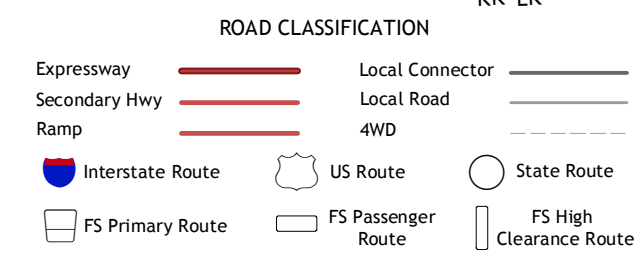 ROAD CLASSIFICATION
Expressway
Local Connector
Secondary Hwy
Local Road
Ramp
4WD
Interstate Route
US Route
State Route
FS Primary Route
FS Passenger
Route
FS High
Clearance Route